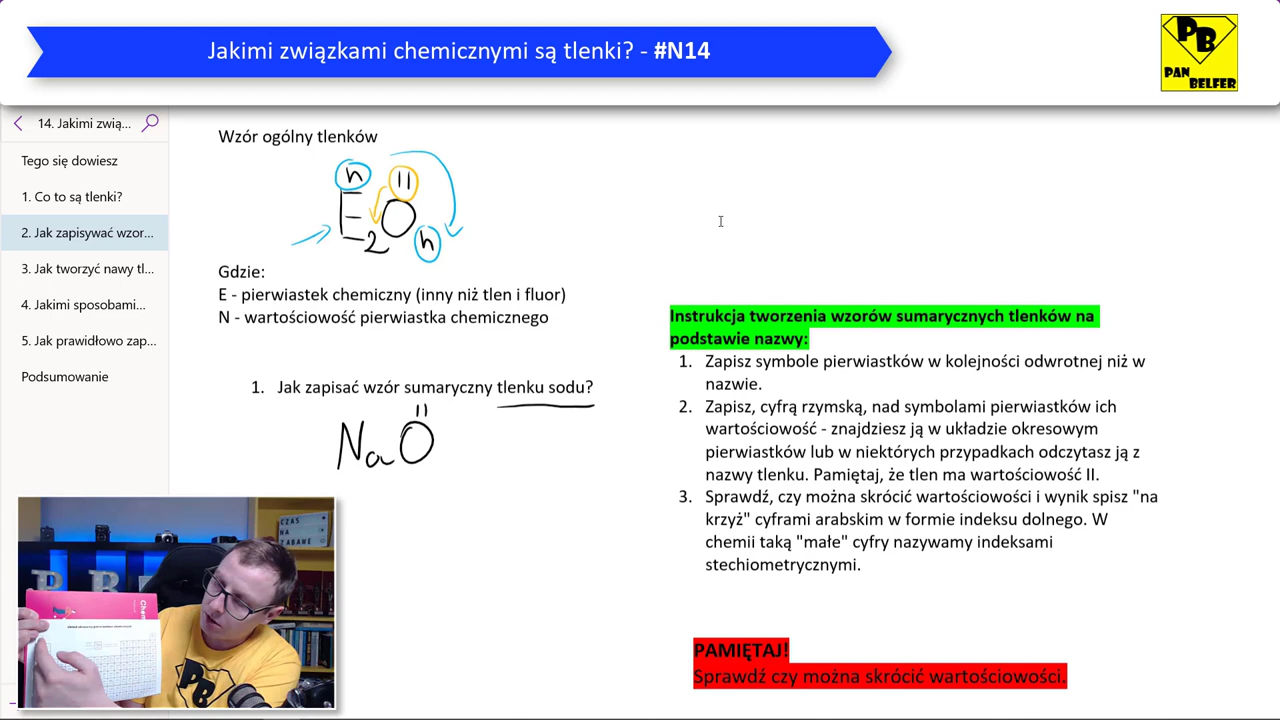 Jakimi związkami chemicznymi są tlenki? - #N14
PB
PAN
BELFER
14. Jakimi zwią...
Tego się dowiesz
1. Co to są tlenki?
2. Jak zapisywać wzor...
3. Jak tworzyć nawy tl...
4. Jakimi sposobami...
5. Jak prawidłowo zap...
Podsumowanie
Wzór ogólny tlenków
n II
E2On
Gdzie:
E - pierwiastek chemiczny (inny niż tlen i fluor)
N - wartościowość pierwiastka chemicznego
1. Jak zapisać wzór sumaryczny tlenku sodu?
II
NaO
Instrukcja tworzenia wzorów sumarycznych tlenków na
podstawie nazwy:
1. Zapisz symbole pierwiastków w kolejności odwrotnej niż w
nazwie.
2. Zapisz, cyfrą rzymską, nad symbolami pierwiastków ich
wartościowość - znajdziesz ją w układzie okresowym
pierwiastków lub w niektórych przypadkach odczytasz ją z
nazwy tlenku. Pamiętaj, że tlen ma wartościowość II.
3. Sprawdź, czy można skrócić wartościowości i wynik spisz "na
krzyż" cyframi arabskim w formie indeksu dolnego. W
chemii taką "małe" cyfry nazywamy indeksami
stechiometrycznymi.
PAMIĘTAJ!
Sprawdź czy można skrócić wartościowości.
CZAS
NA
ZABAWE
PB